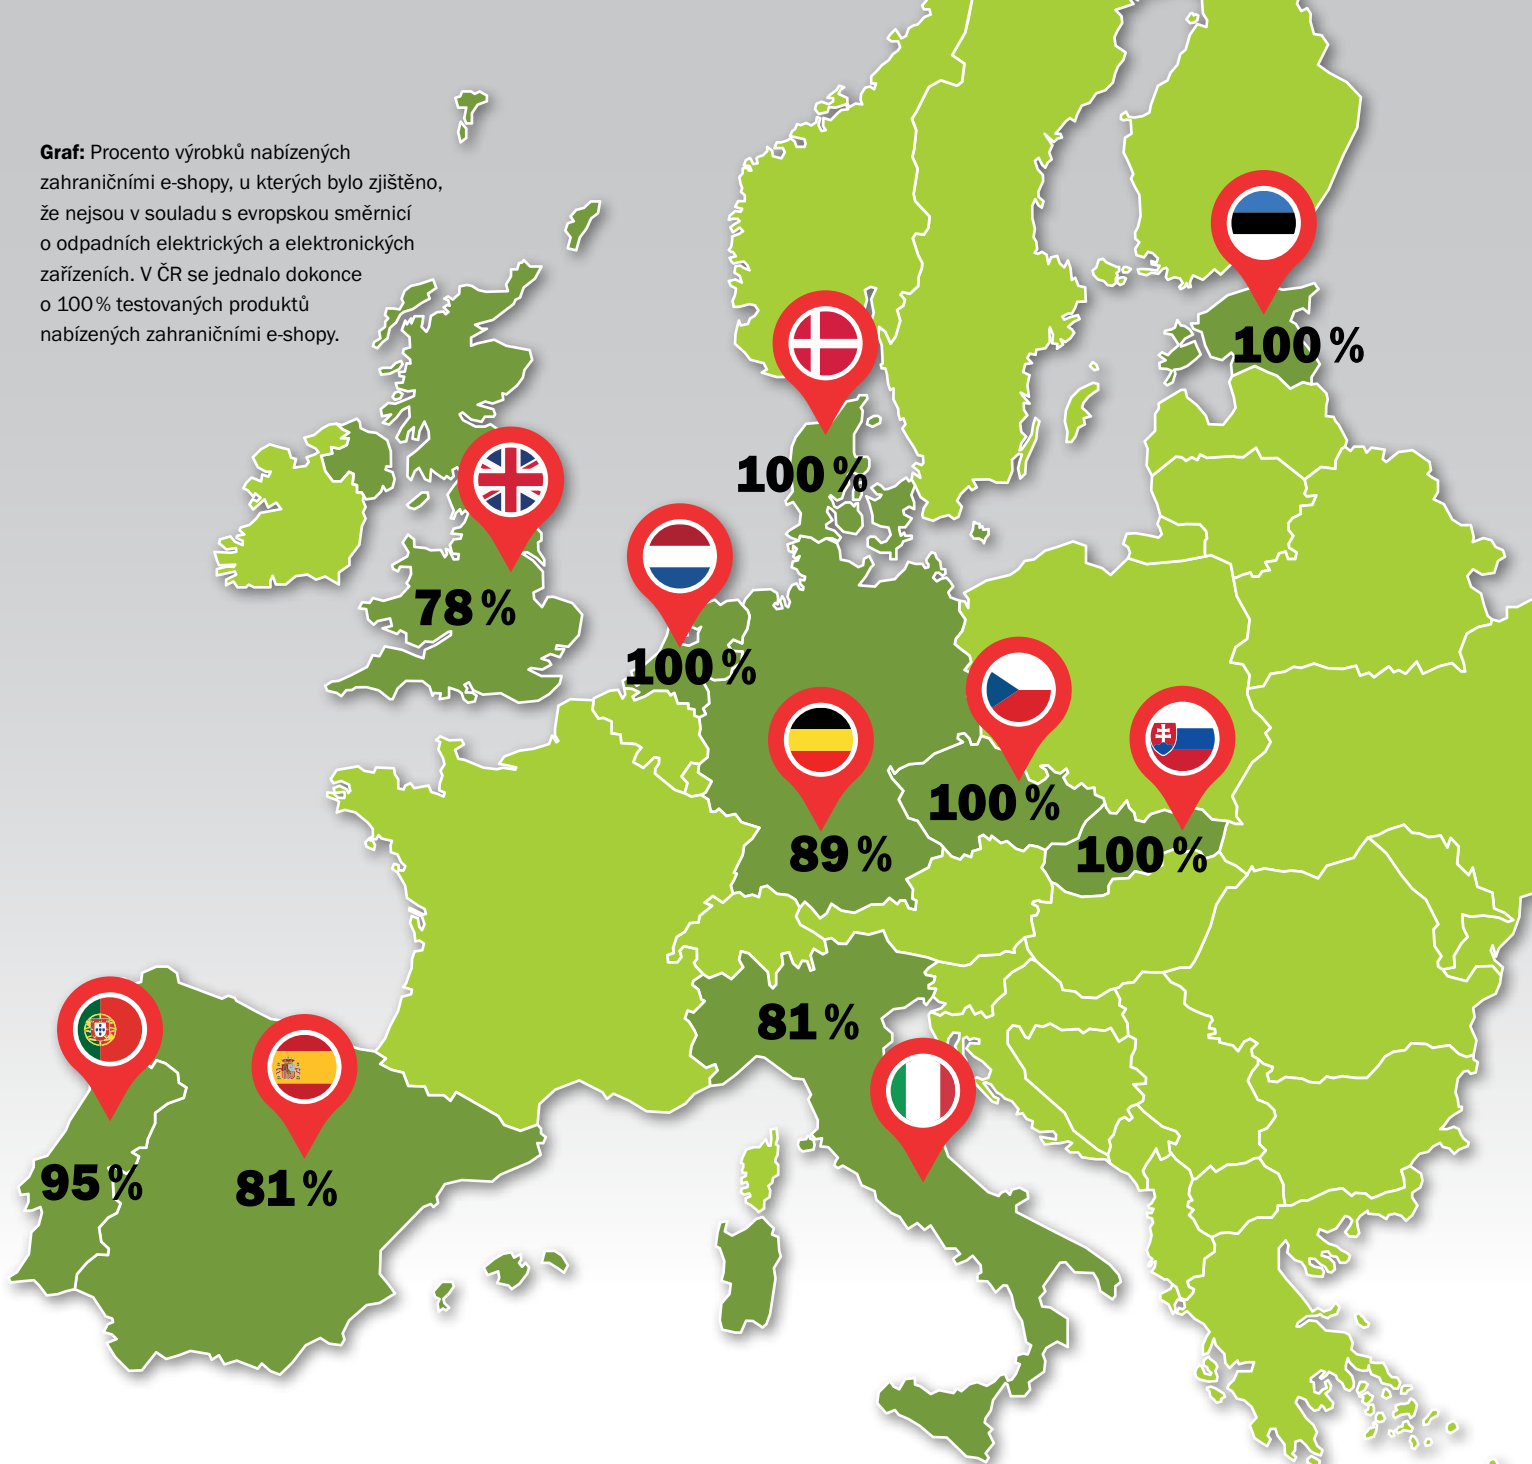 Graf: Procento výrobků nabízených
zahraničními e-shopy, u kterých bylo zjištěno,
že nejsou v souladu s evropskou směrnicí
o odpadních elektrických a elektronických
zařízeních. V ČR se jednalo dokonce
o 100 % testovaných produktů
nabízených zahraničními e-shopy.
100 %
100 %
78 %
100 %
100 %
89 %
100 %
81 %
95 %
81 %